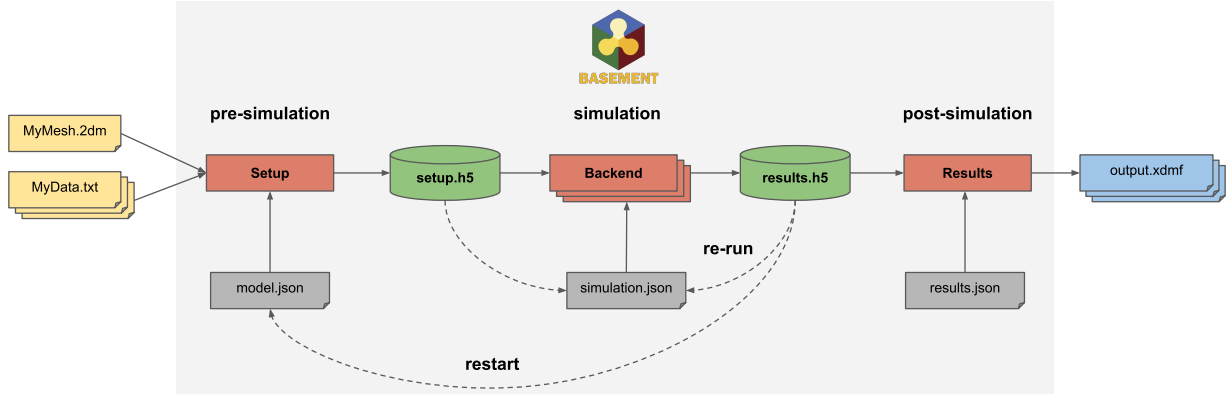 BASEMENT
pre-simulation
simulation
post-simulation
MyMesh.2dm
MyData.txt
Setup
setup.h5
Backend
results.h5
Results
output.xdmf
re-run
model.json
simulation.json
results.json
restart